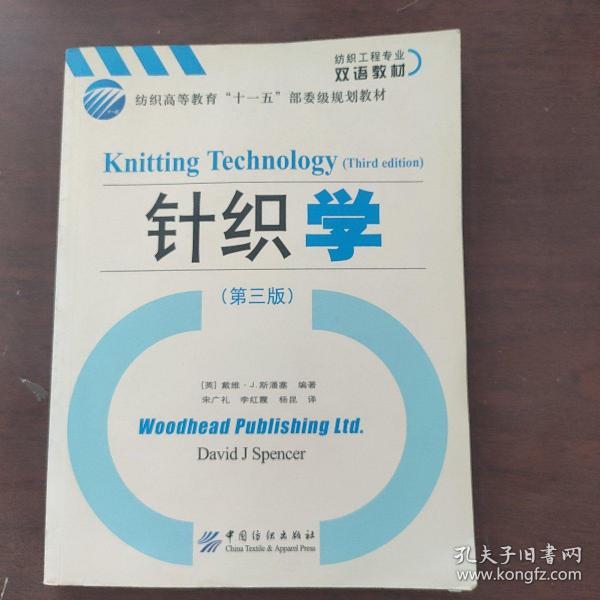 纺织工程专业
双语教材
纺织高等教育“十一五”部委级规划教材
Knitting Technology (Third edition)
针织学
(第三版)
[英] 戴维·J.斯潘塞 编著
宋广礼 李红霞 杨昆 译
Woodhead Publishing Ltd.
David J Spencer
中国纺织出版社
China Textile & Apparel Press
孔夫子旧书网
www.kongfz.com